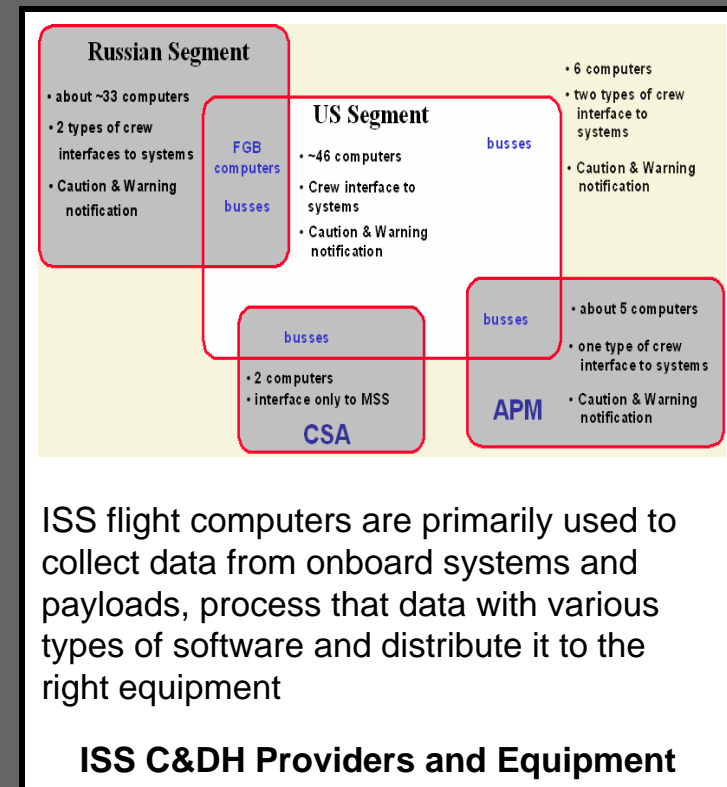 Russian Segment
• about ~33 computers
• 2 types of crew
interfaces to systems
• Caution & Warning
notification
FGB
computers
busses
US Segment
• ~46 computers
• Crew interface to
systems
• Caution & Warning
notification
busses
• 6 computers
• two types of crew
interface to
systems
• Caution & Warning
notification
busses
• 2 computers
• interface only to MSS
CSA
busses
APM
• about 5 computers
• one type of crew
interface to systems
• Caution & Warning
notification
ISS flight computers are primarily used to
collect data from onboard systems and
payloads, process that data with various
types of software and distribute it to the
right equipment
ISS C&DH Providers and Equipment